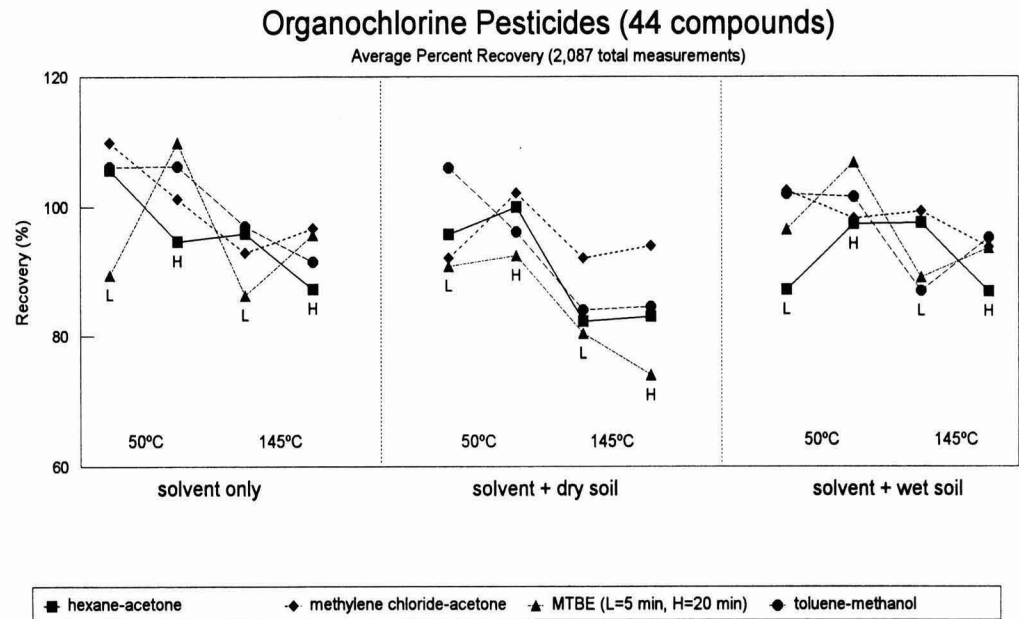 Organochlorine Pesticides (44 compounds)
Average Percent Recovery (2,087 total measurements)
Recovery (%)
120
100
80
60
L
H
L
H
L
H
L
H
L
H
L
H
50ºC
145ºC
50ºC
145ºC
50ºC
145ºC
solvent only
solvent + dry soil
solvent + wet soil
hexane-acetone
methylene chloride-acetone
MTBE (L=5 min, H=20 min)
toluene-methanol